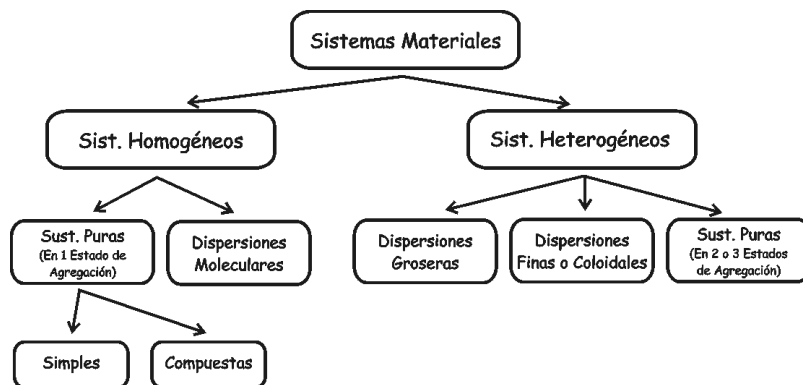 Sistemas Materiales
Sist. Homogéneos
Sist. Heterogéneos
Sust. Puras
(En 1 Estado de
Agregación)
Dispersiones
Moleculares
Dispersiones
Groseras
Dispersiones
Finas o Coloidales
Sust. Puras
(En 2 o 3 Estados
de Agregación)
Simples
Compuestas